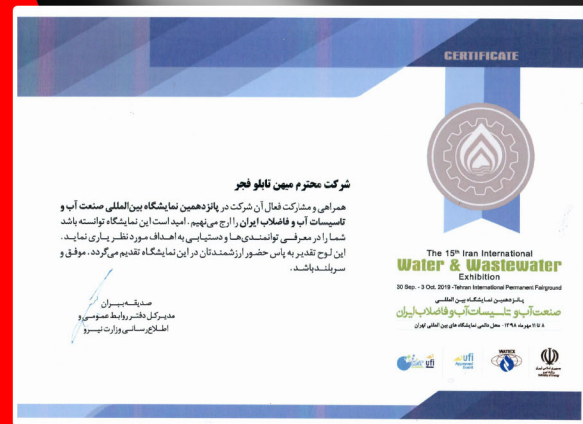 CERTIFICATE
شرکت محترم میهن تابلو فجر
همراهی و مشارکت فعال آن شرکت در پانزدهمین نمایشگاه بین‌المللی صنعت آب و
تاسیسات آب و فاضلاب ایران را ارج می‌نهیم. امید است این نمایشگاه توانسته باشد
شما را در معرفی توانمندی‌ها و دستیابی به اهداف مورد نظر یاری نماید.
این لوح تقدیر به پاس حضور ارزشمندتان در این نمایشگاه تقدیم می‌گردد. موفق و
سربلند باشید.
صدیقه ببران
مدیرکل دفتر روابط عمومی و
اطلاع‌رسانی وزارت نیرو
The 15th Iran International
Water & Wastewater
Exhibition
30 Sep. - 3 Oct. 2019 -Tehran International Permanent Fairground
پانزدهمین نمایشگاه بین المللی
صنعت آب و تاسیسات آب و فاضلاب ایران
۸ تا ۱۱ مهرماه ۱۳۹۸ - محل دائمی نمایشگاه های بین المللی تهران
ufi
ufi
Approved
Event
WATEX